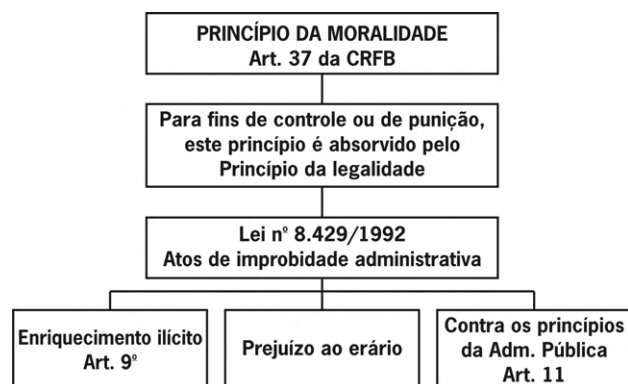 PRINCÍPIO DA MORALIDADE
Art. 37 da CRFB
Para fins de controle ou de punição,
este princípio é absorvido pelo
Princípio da legalidade
Lei nº 8.429/1992
Atos de improbidade administrativa
Enriquecimento ilícito
Art. 9º
Prejuízo ao erário
Contra os princípios
da Adm. Pública
Art. 11